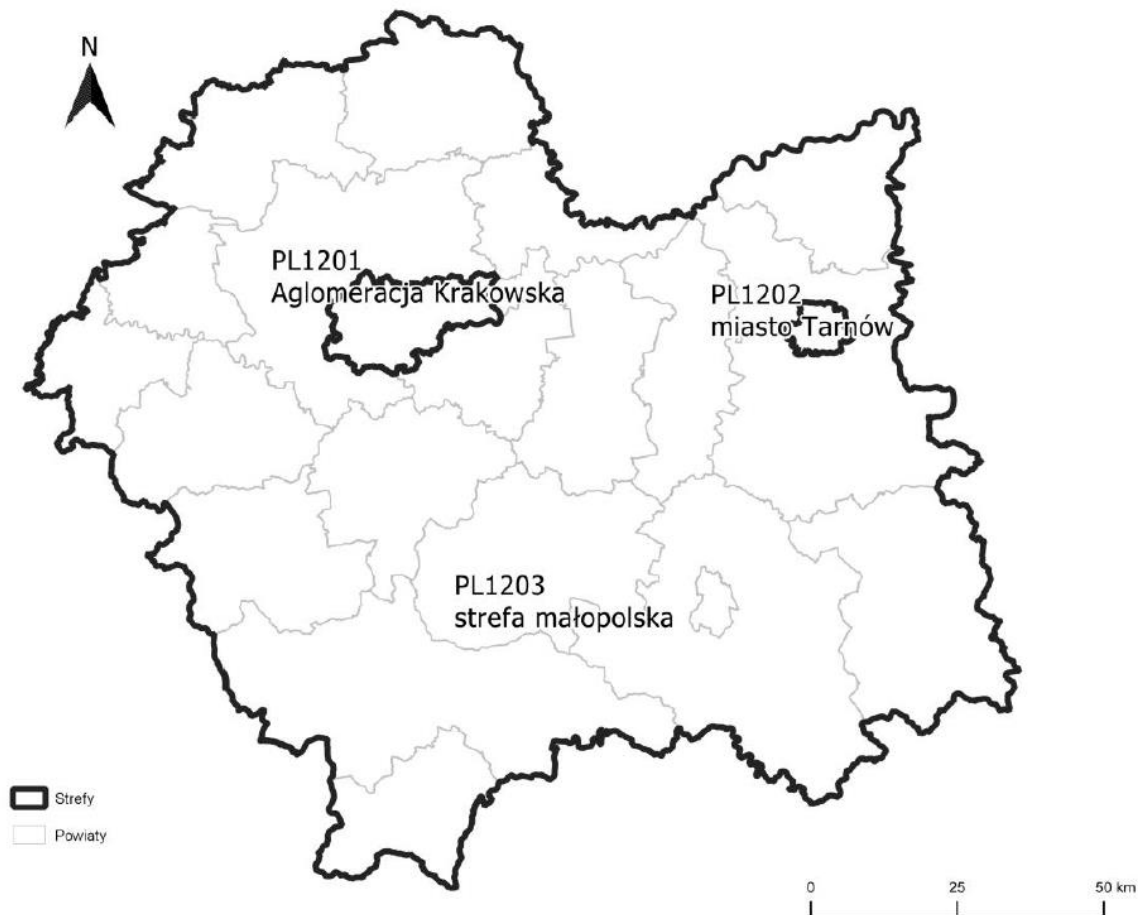 N
PL1201
Aglomeracja Krakowska
PL1202
miasto Tarnów
PL1203
strefa małopolska
Strefy
Powiaty
0 25 50 km